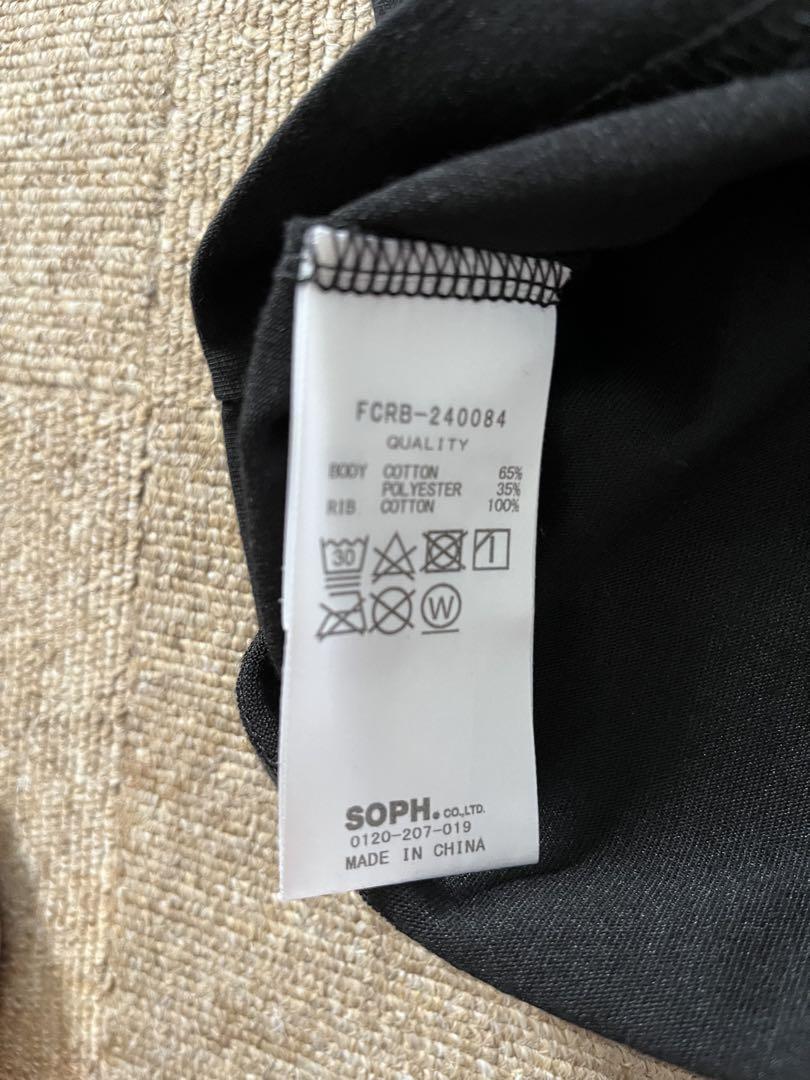 FCRB-240084
QUALITY
BODY COTTON 65%
POLYESTER 35%
RIB COTTON 100%
30
W
SOPH. CO.,LTD.
0120-207-019
MADE IN CHINA